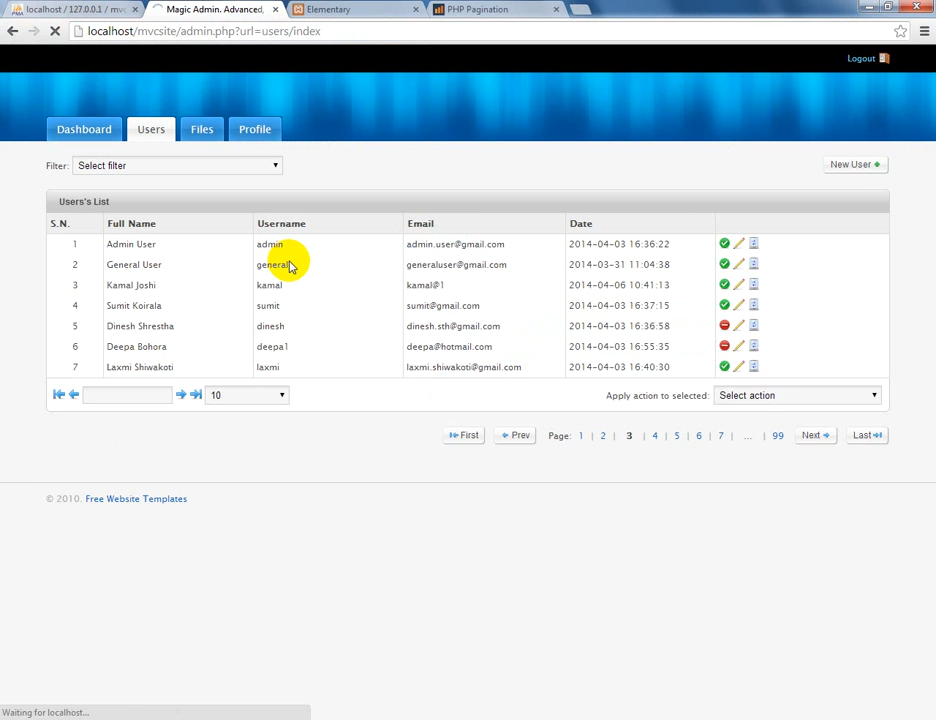 localhost / 127.0.0.1 / mvc
Magic Admin. Advanced,
Elementary
PHP Pagination
localhost/mvcsite/admin.php?url=users/index
Logout
Dashboard Users Files Profile
Filter: Select filter New User
Users's List
S.N. Full Name Username Email Date
1 Admin User admin admin.user@gmail.com 2014-04-03 16:36:22
2 General User general generaluser@gmail.com 2014-03-31 11:04:38
3 Kamal Joshi kamal kamal@1 2014-04-06 10:41:13
4 Sumit Koirala sumit sumit@gmail.com 2014-04-03 16:37:15
5 Dinesh Shrestha dinesh dinesh.sth@gmail.com 2014-04-03 16:36:58
6 Deepa Bohora deepa1 deepa@hotmail.com 2014-04-03 16:55:35
7 Laxmi Shiwakoti laxmi laxmi.shiwakoti@gmail.com 2014-04-03 16:40:30
10 Apply action to selected: Select action
First Prev Page: 1 | 2 | 3 | 4 | 5 | 6 | 7 | ... | 99 Next Last
© 2010. Free Website Templates
Waiting for localhost...